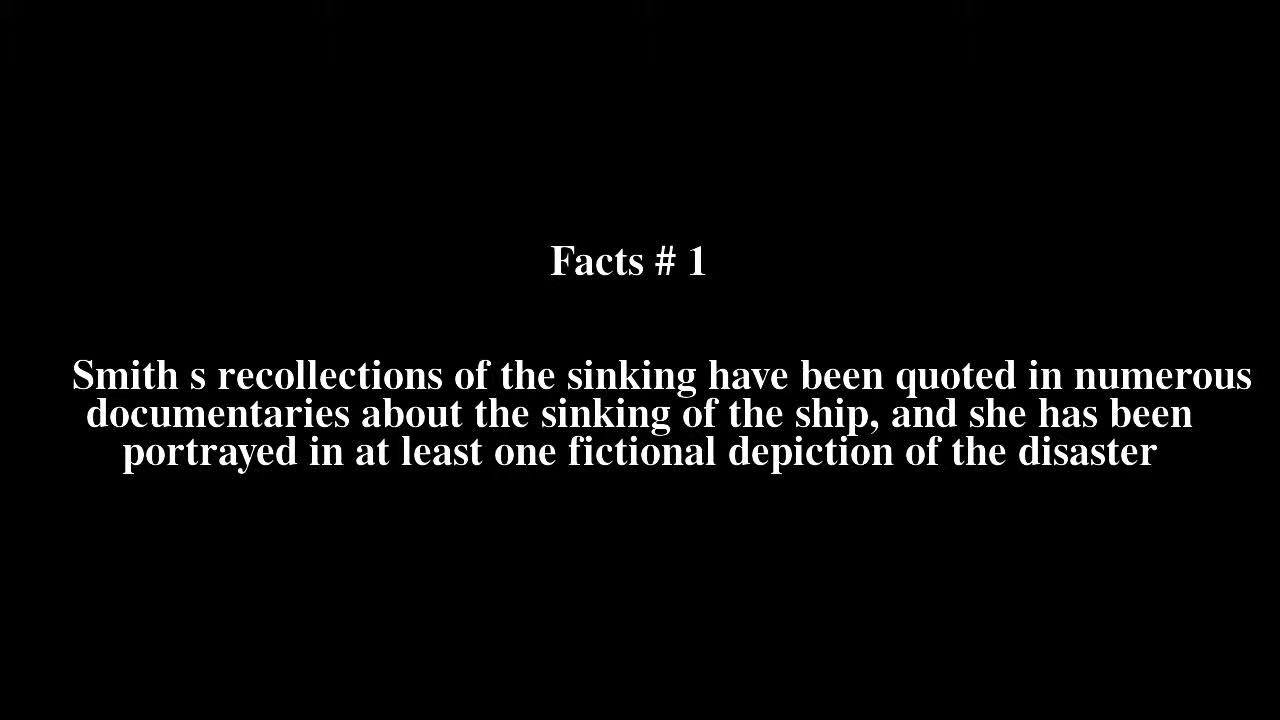 Facts # 1
Smith s recollections of the sinking have been quoted in numerous
documentaries about the sinking of the ship, and she has been
portrayed in at least one fictional depiction of the disaster